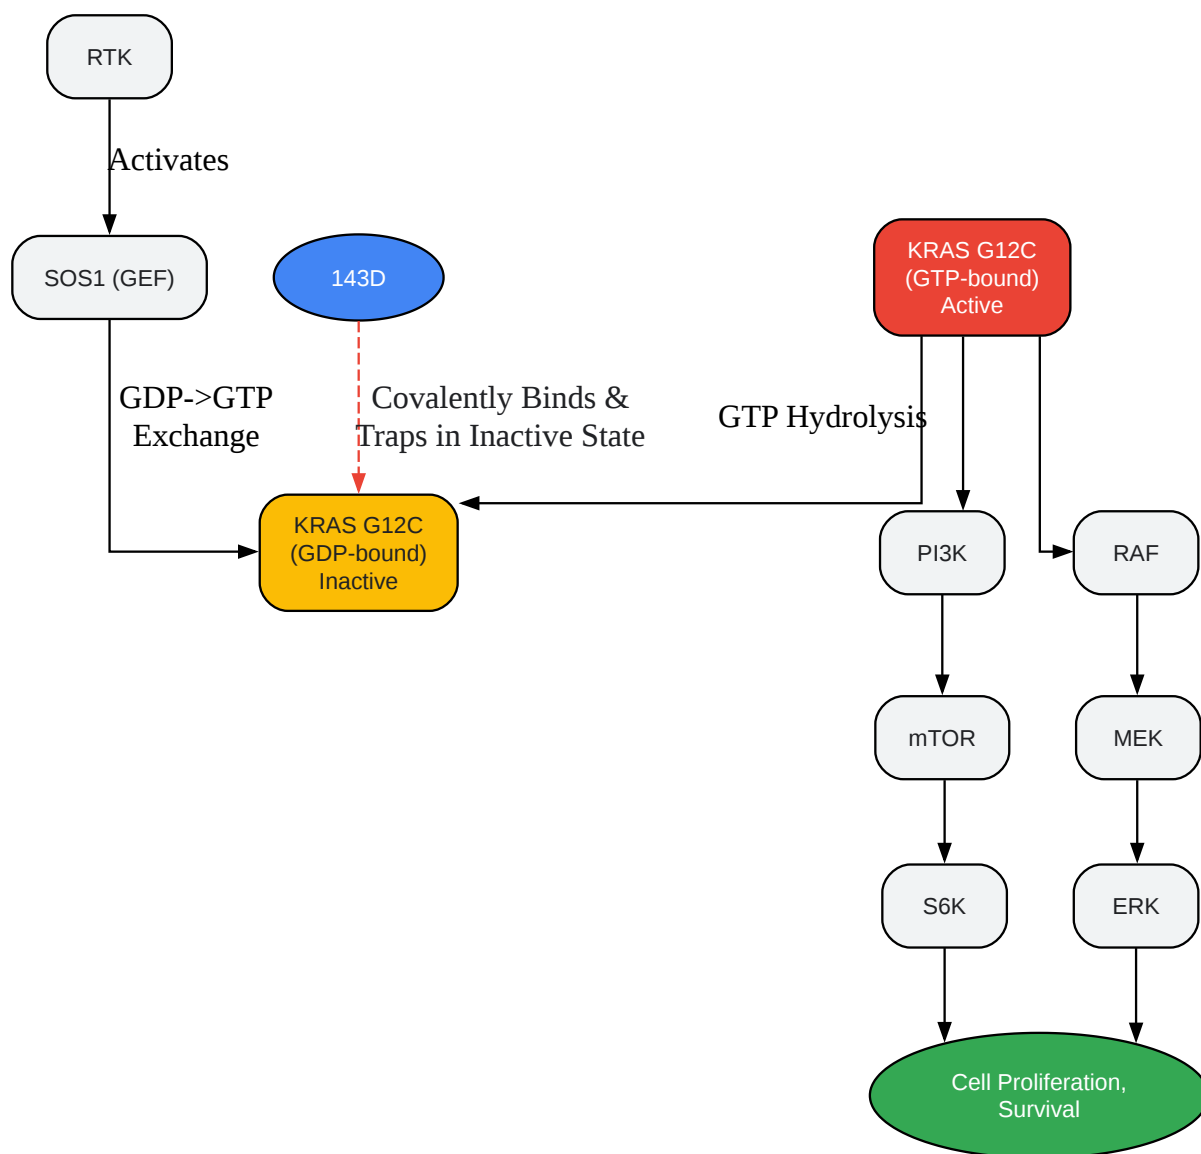 RTK
Activates
SOS1 (GEF)
143D
KRAS G12C
(GTP-bound)
Active
GDP->GTP
Exchange
Covalently Binds &
Traps in Inactive State
GTP Hydrolysis
KRAS G12C
(GDP-bound)
Inactive
PI3K
RAF
mTOR
MEK
S6K
ERK
Cell Proliferation,
Survival